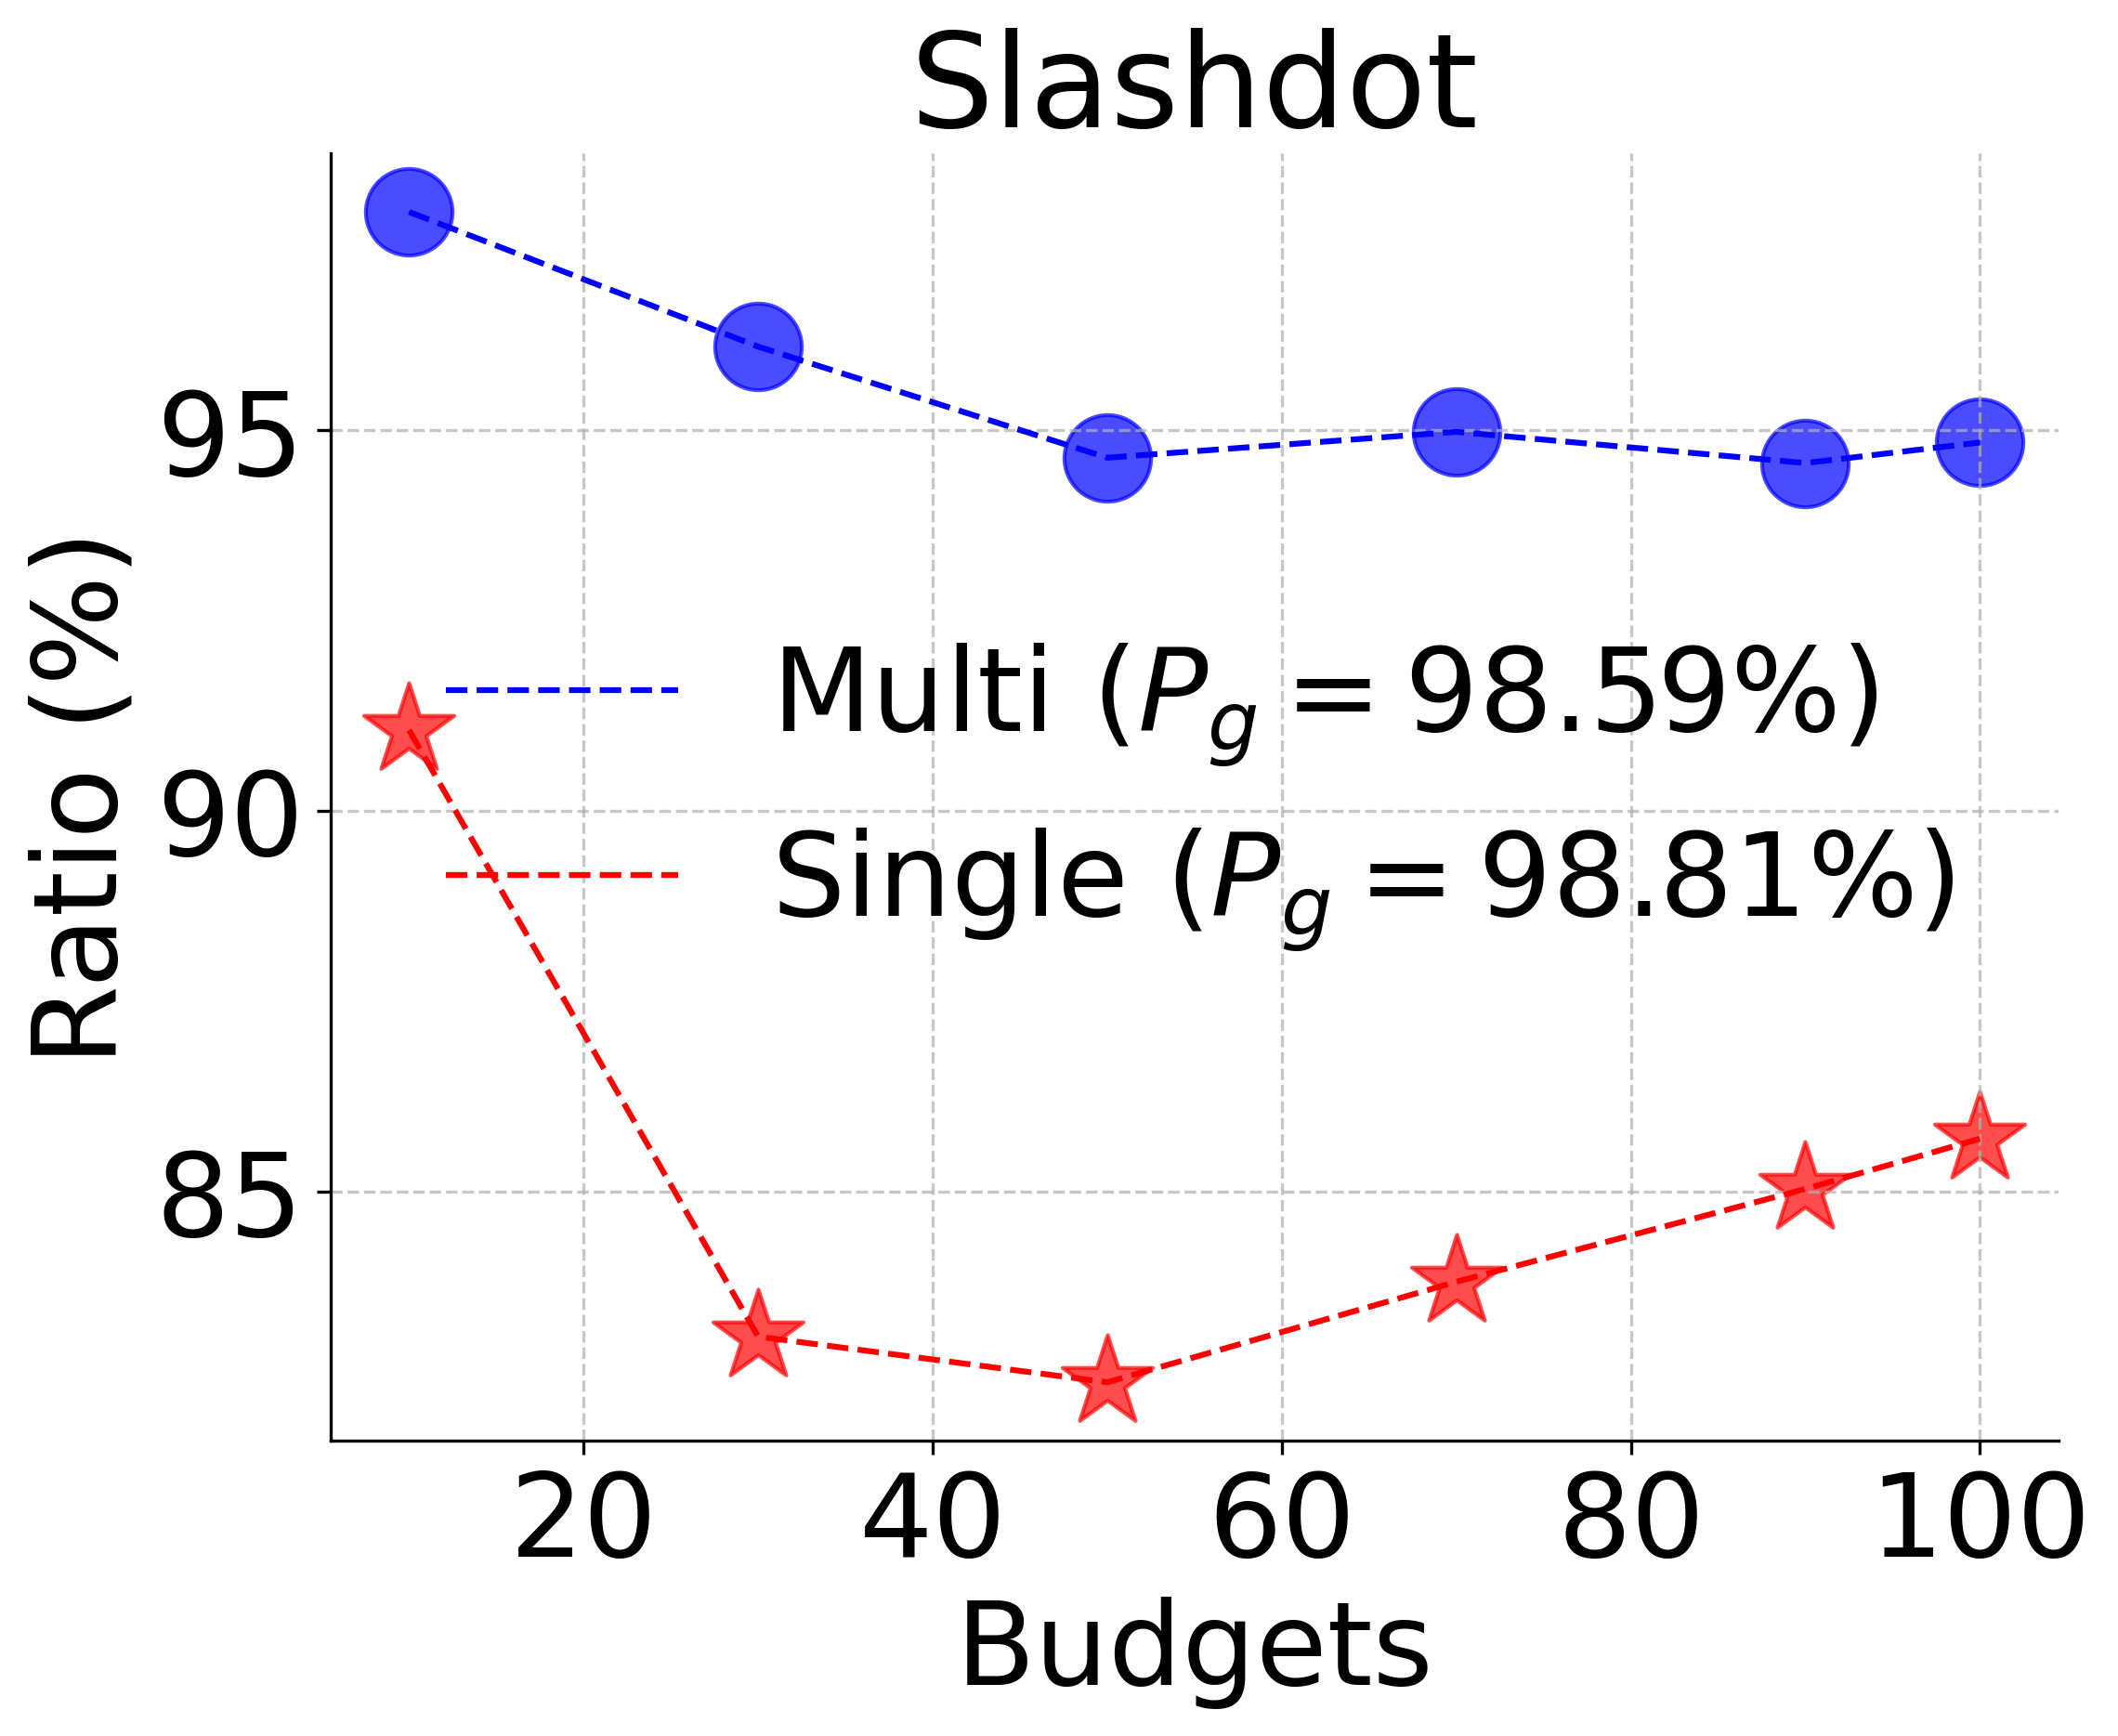 Slashdot
Ratio (%)
95
90
85
Multi (P_g = 98.59%)
Single (P_g = 98.81%)
20 40 60 80 100
Budgets